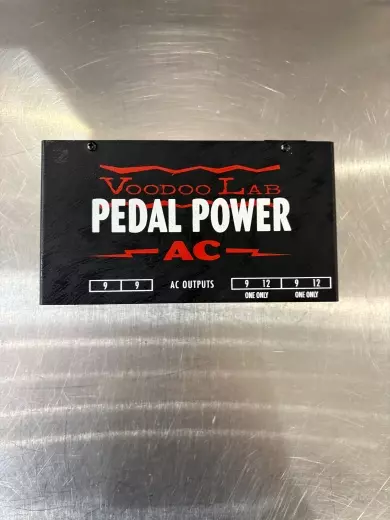 VOODOO LAB
PEDAL POWER
AC
9 9 AC OUTPUTS 9 12 9 12
ONE ONLY ONE ONLY